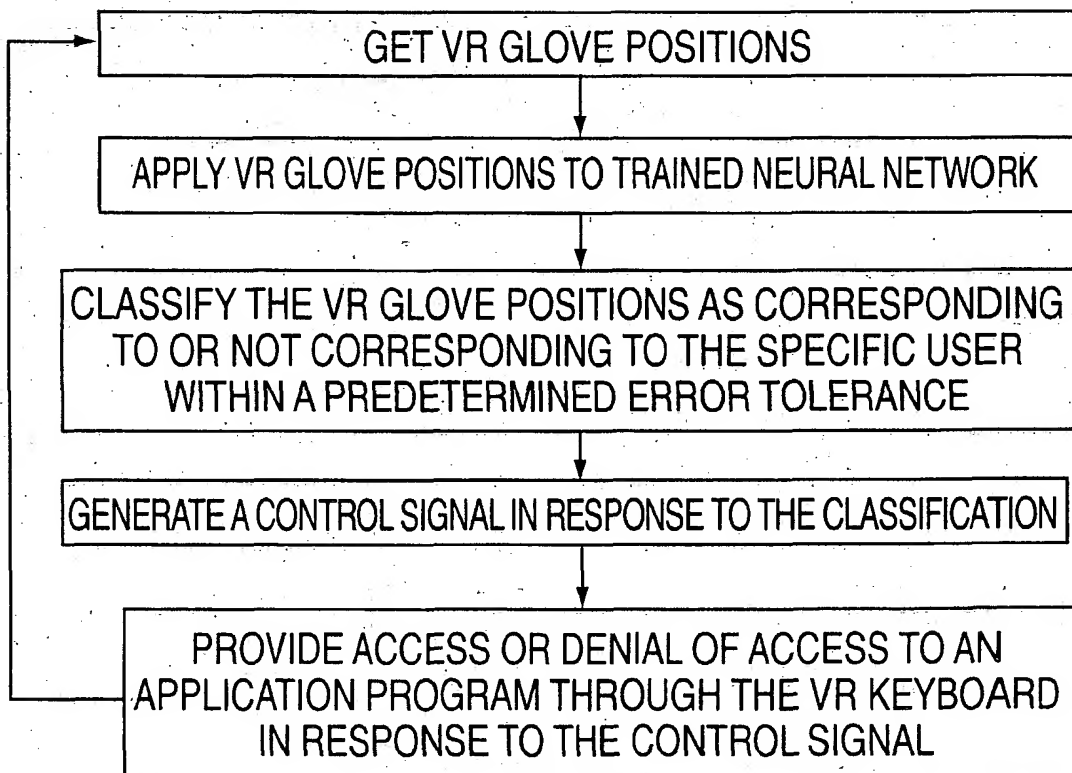 GET VR GLOVE POSITIONS
APPLY VR GLOVE POSITIONS TO TRAINED NEURAL NETWORK
CLASSIFY THE VR GLOVE POSITIONS AS CORRESPONDING
TO OR NOT CORRESPONDING TO THE SPECIFIC USER
WITHIN A PREDETERMINED ERROR TOLERANCE
GENERATE A CONTROL SIGNAL IN RESPONSE TO THE CLASSIFICATION
PROVIDE ACCESS OR DENIAL OF ACCESS TO AN
APPLICATION PROGRAM THROUGH THE VR KEYBOARD
IN RESPONSE TO THE CONTROL SIGNAL